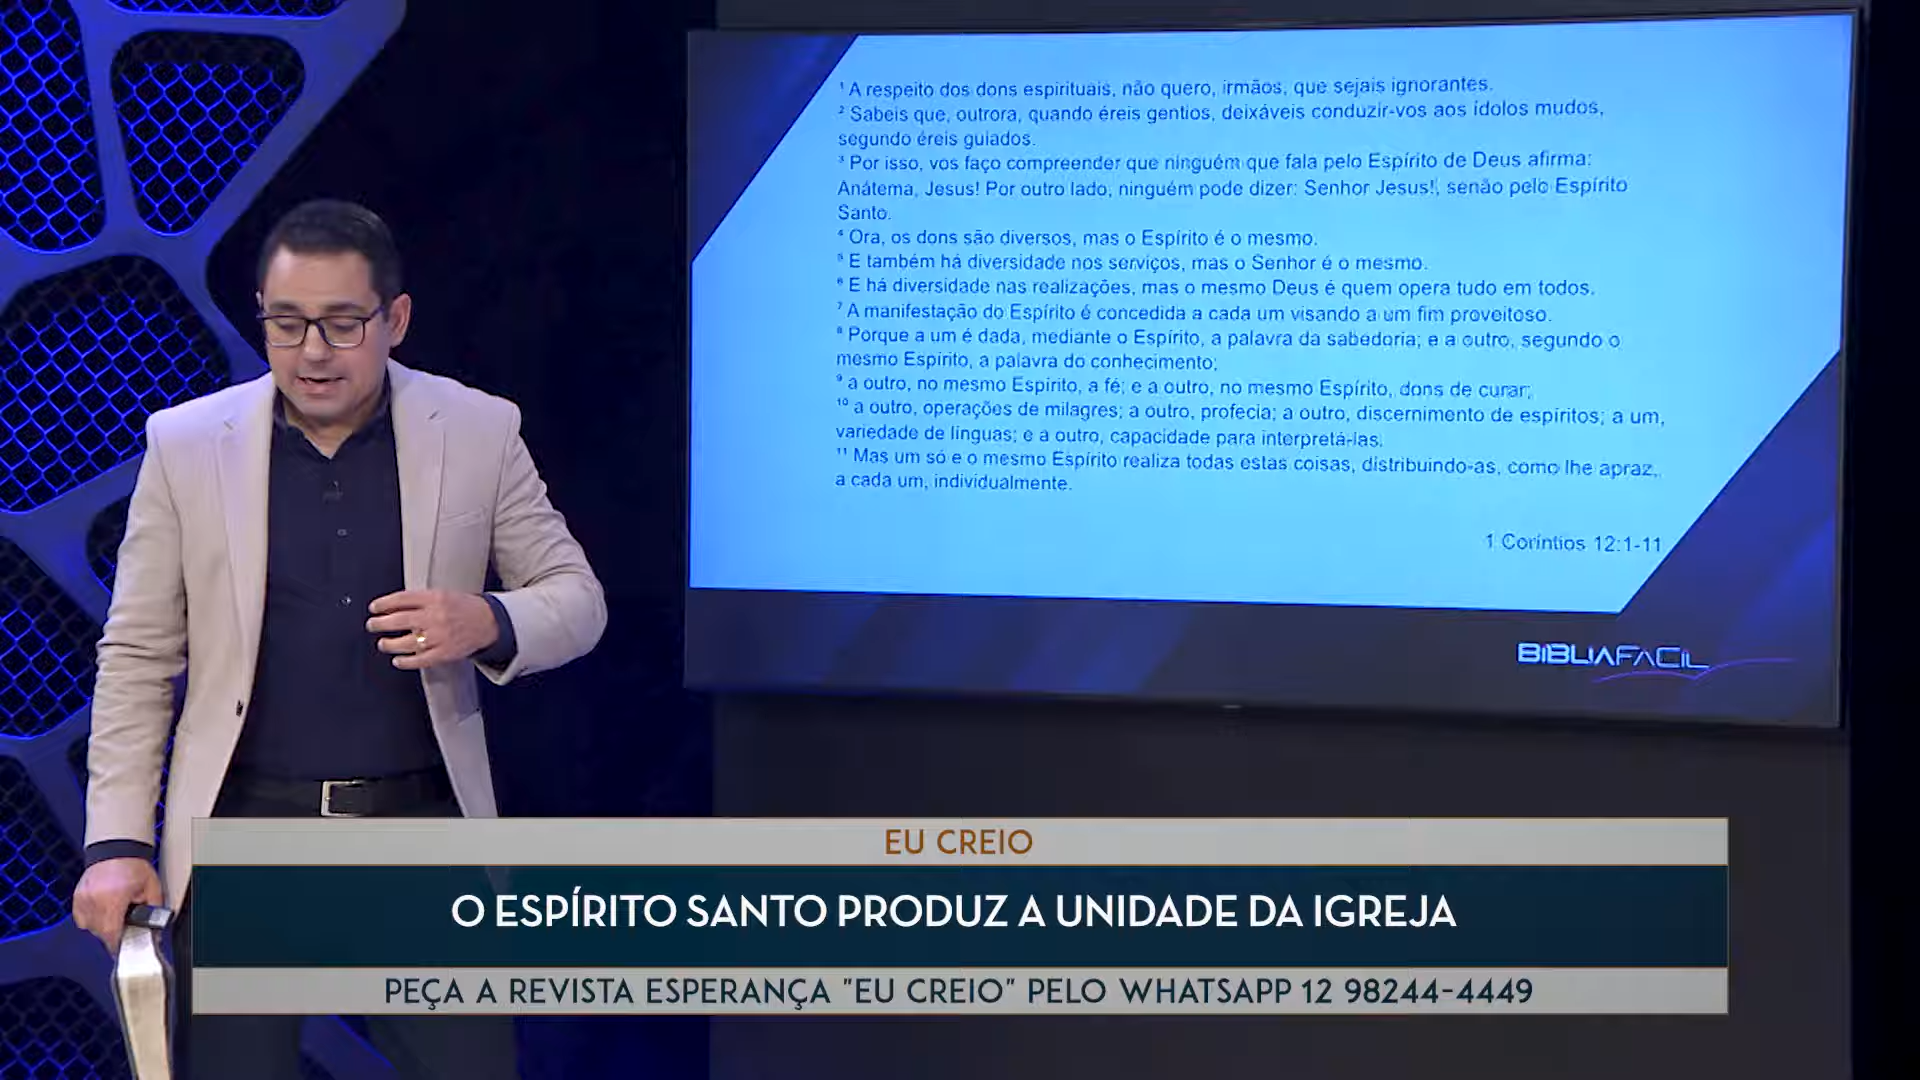 ¹ A respeito dos dons espirituais, não quero, irmãos, que sejais ignorantes.
² Sabeis que, outrora, quando éreis gentios, deixáveis conduzir-vos aos ídolos mudos,
segundo éreis guiados.
³ Por isso, vos faço compreender que ninguém que fala pelo Espírito de Deus afirma:
Anátema, Jesus! Por outro lado, ninguém pode dizer: Senhor Jesus!, senão pelo Espírito
Santo.
⁴ Ora, os dons são diversos, mas o Espírito é o mesmo.
⁵ E também há diversidade nos serviços, mas o Senhor é o mesmo.
⁶ E há diversidade nas realizações, mas o mesmo Deus é quem opera tudo em todos.
⁷ A manifestação do Espírito é concedida a cada um visando a um fim proveitoso.
⁸ Porque a um é dada, mediante o Espírito, a palavra da sabedoria; e a outro, segundo o
mesmo Espírito, a palavra do conhecimento;
⁹ a outro, no mesmo Espírito, a fé; e a outro, no mesmo Espírito, dons de curar;
¹⁰ a outro, operações de milagres; a outro, profecia; a outro, discernimento de espíritos; a um,
variedade de línguas; e a outro, capacidade para interpretá-las.
¹¹ Mas um só e o mesmo Espírito realiza todas estas coisas, distribuindo-as, como lhe apraz,
a cada um, individualmente.
1 Coríntios 12:1-11
BIBLIAFACIL
EU CREIO
O ESPÍRITO SANTO PRODUZ A UNIDADE DA IGREJA
PEÇA A REVISTA ESPERANÇA "EU CREIO" PELO WHATSAPP 12 98244-4449